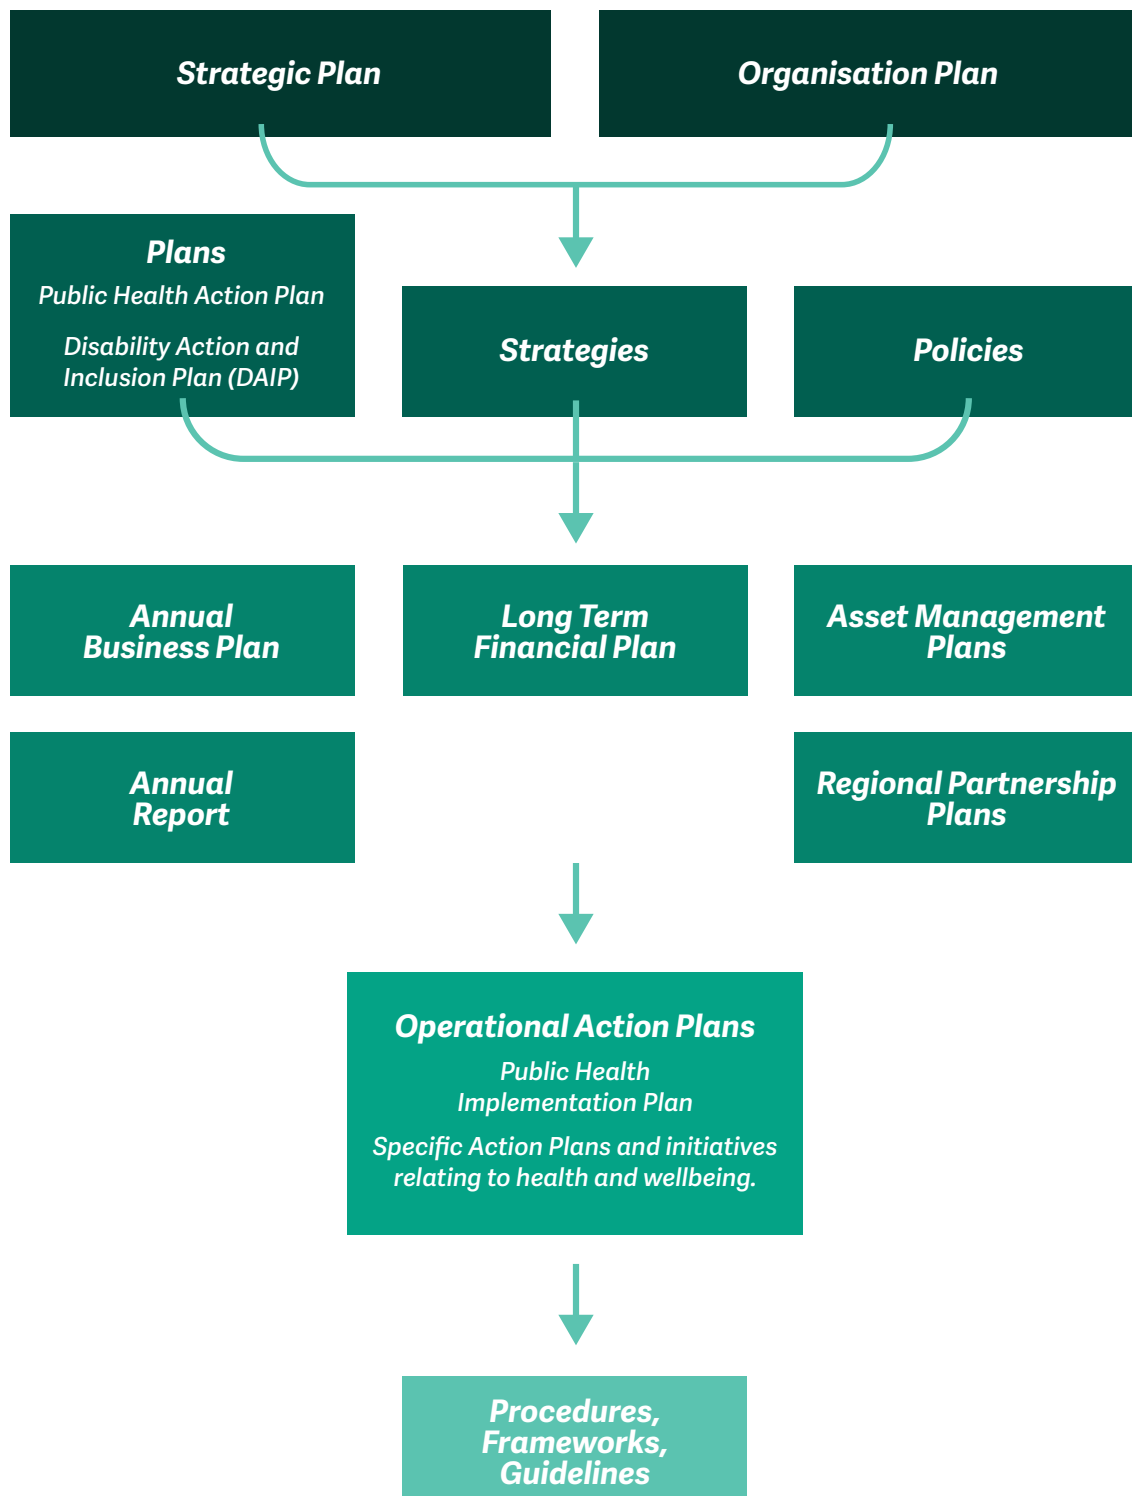 Strategic Plan
Organisation Plan
Plans
Public Health Action Plan
Disability Action and
Inclusion Plan (DAIP)
Strategies
Policies
Annual
Business Plan
Long Term
Financial Plan
Asset Management
Plans
Annual
Report
Regional Partnership
Plans
Operational Action Plans
Public Health
Implementation Plan
Specific Action Plans and initiatives
relating to health and wellbeing.
Procedures,
Frameworks,
Guidelines